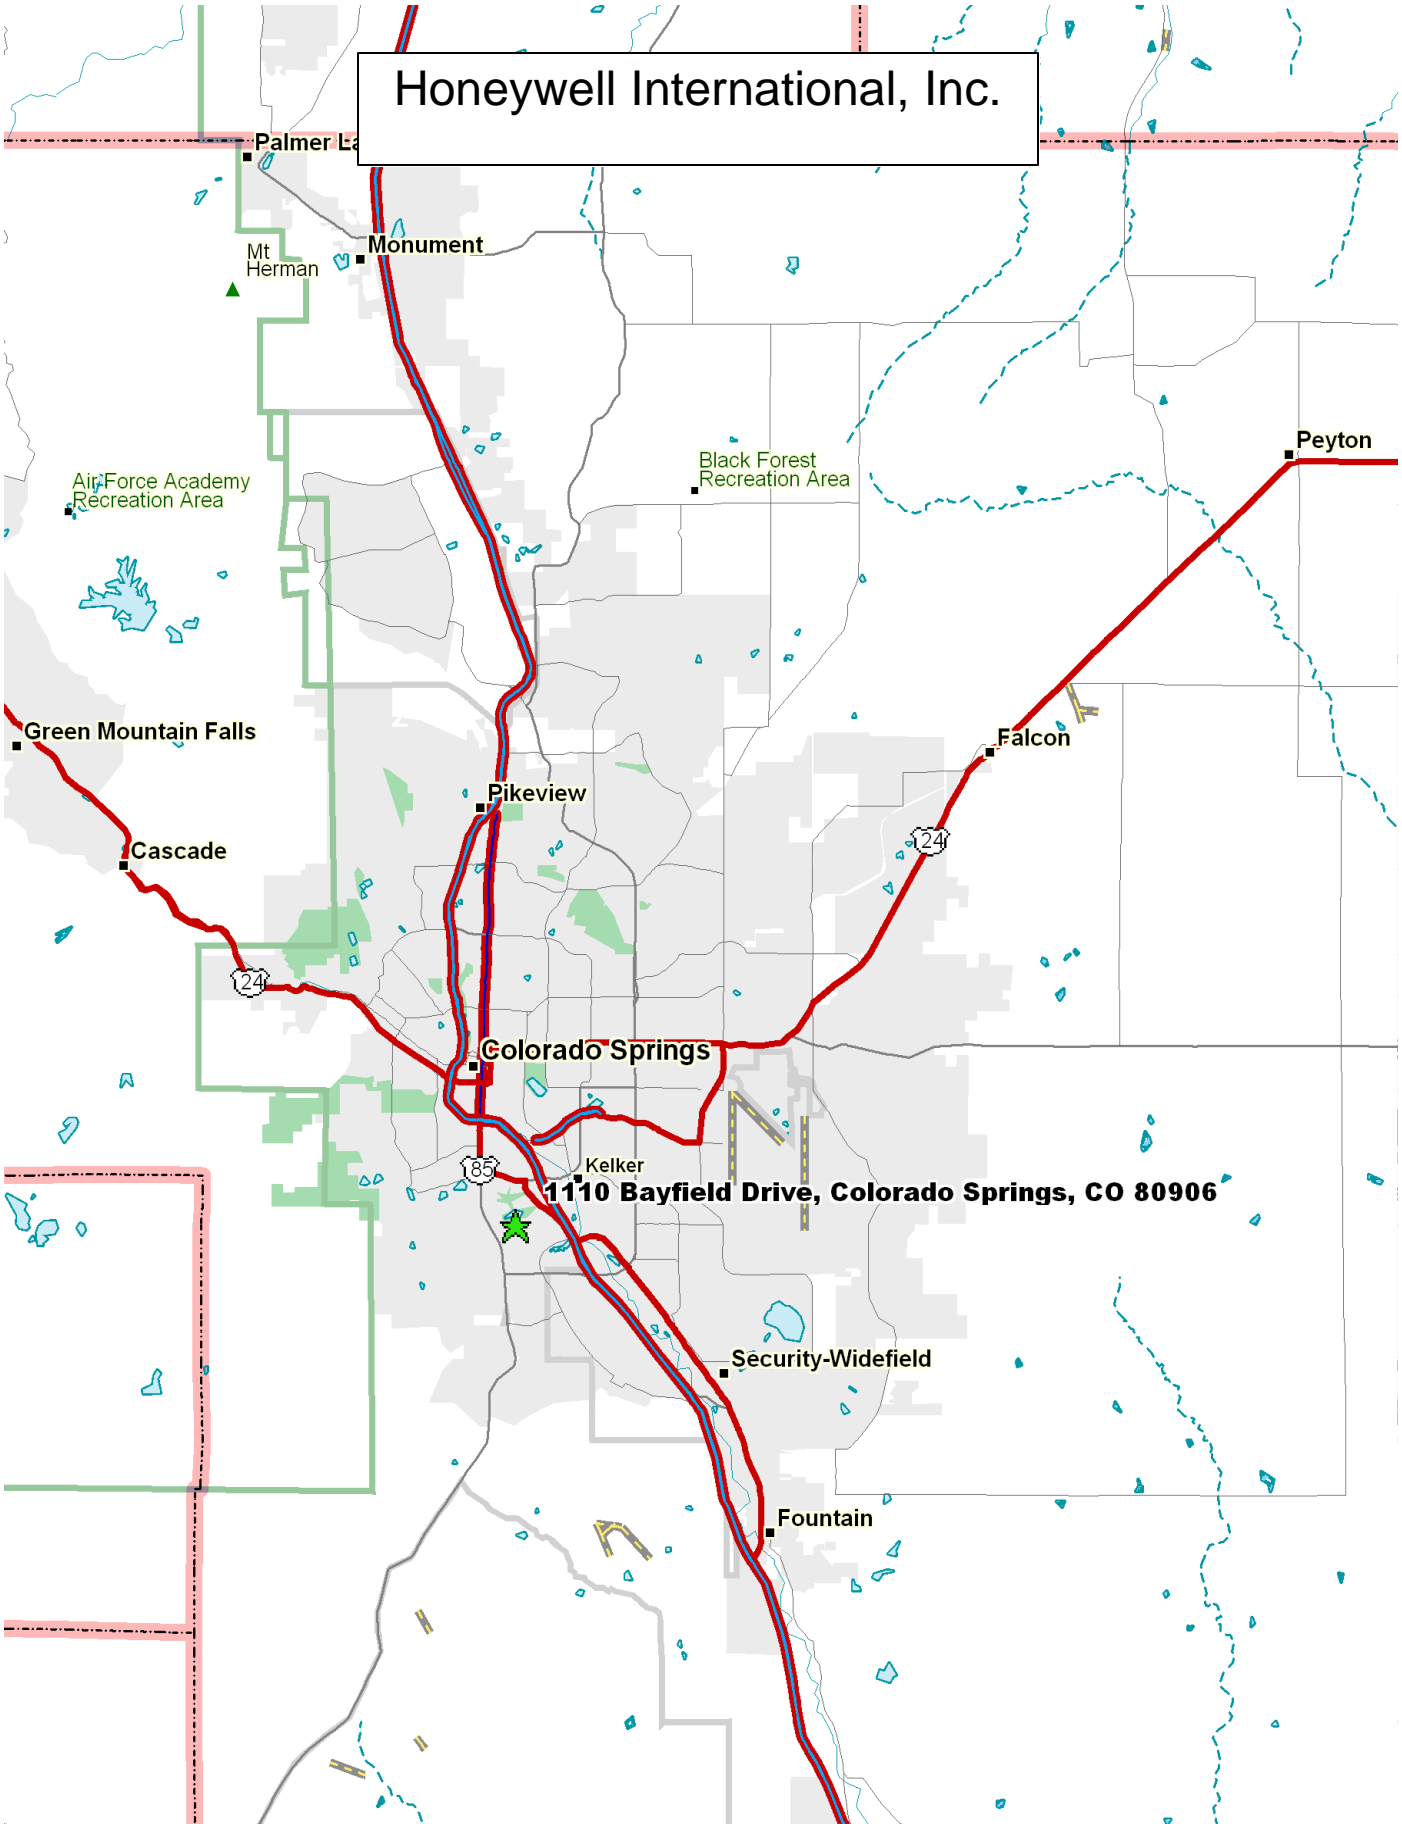 Honeywell International, Inc.
Palmer
Monument
Mt
Herman
Peyton
Black Forest
Recreation Area
Air Force Academy
Recreation Area
Green Mountain Falls
Falcon
Pikeview
24
Cascade
24
Colorado Springs
85
Kelker
1110 Bayfield Drive, Colorado Springs, CO 80906
Security-Widefield
Fountain